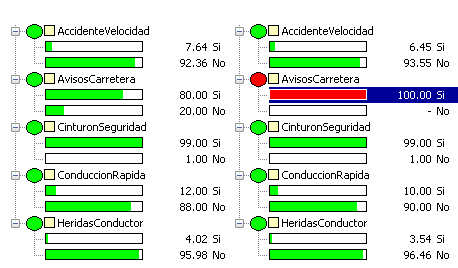 AccidenteVelocidad
7.64 Si
92.36 No
AvisosCarretera
80.00 Si
20.00 No
CinturonSeguridad
99.00 Si
1.00 No
ConduccionRapida
12.00 Si
88.00 No
HeridasConductor
4.02 Si
95.98 No
AccidenteVelocidad
6.45 Si
93.55 No
AvisosCarretera
100.00 Si
- No
CinturonSeguridad
99.00 Si
1.00 No
ConduccionRapida
10.00 Si
90.00 No
HeridasConductor
3.54 Si
96.46 No